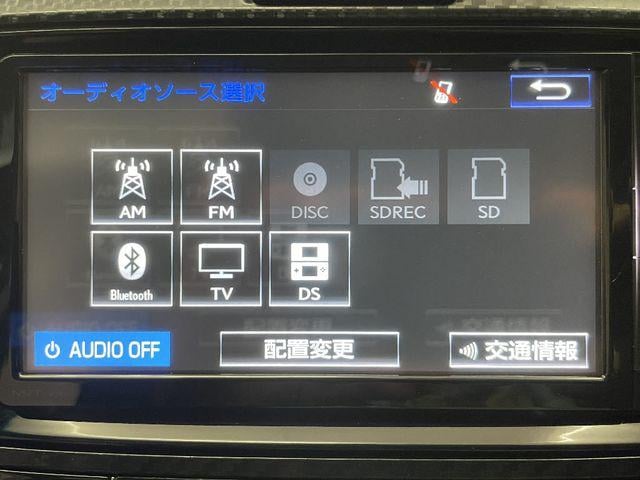 オーディオソース選択
AM
FM
DISC
SDREC
SD
Bluetooth
TV
DS
AUDIO OFF
配置変更
交通情報